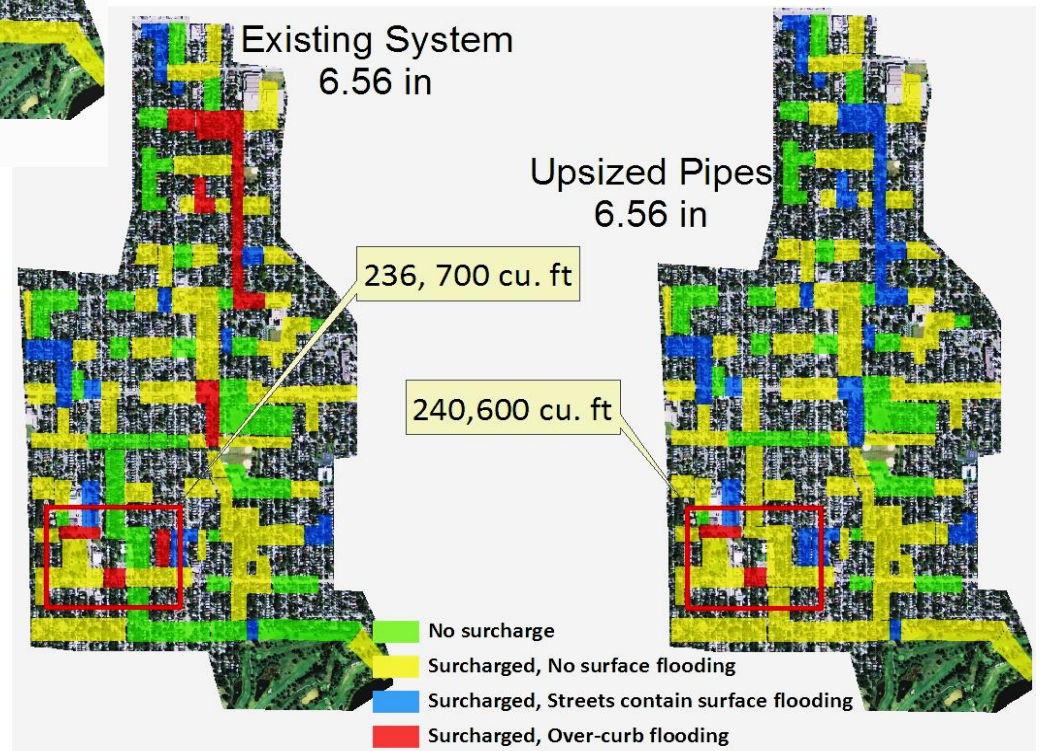 Existing System
6.56 in
Upsized Pipes
6.56 in
236, 700 cu. ft
240,600 cu. ft
No surcharge
Surcharged, No surface flooding
Surcharged, Streets contain surface flooding
Surcharged, Over-curb flooding